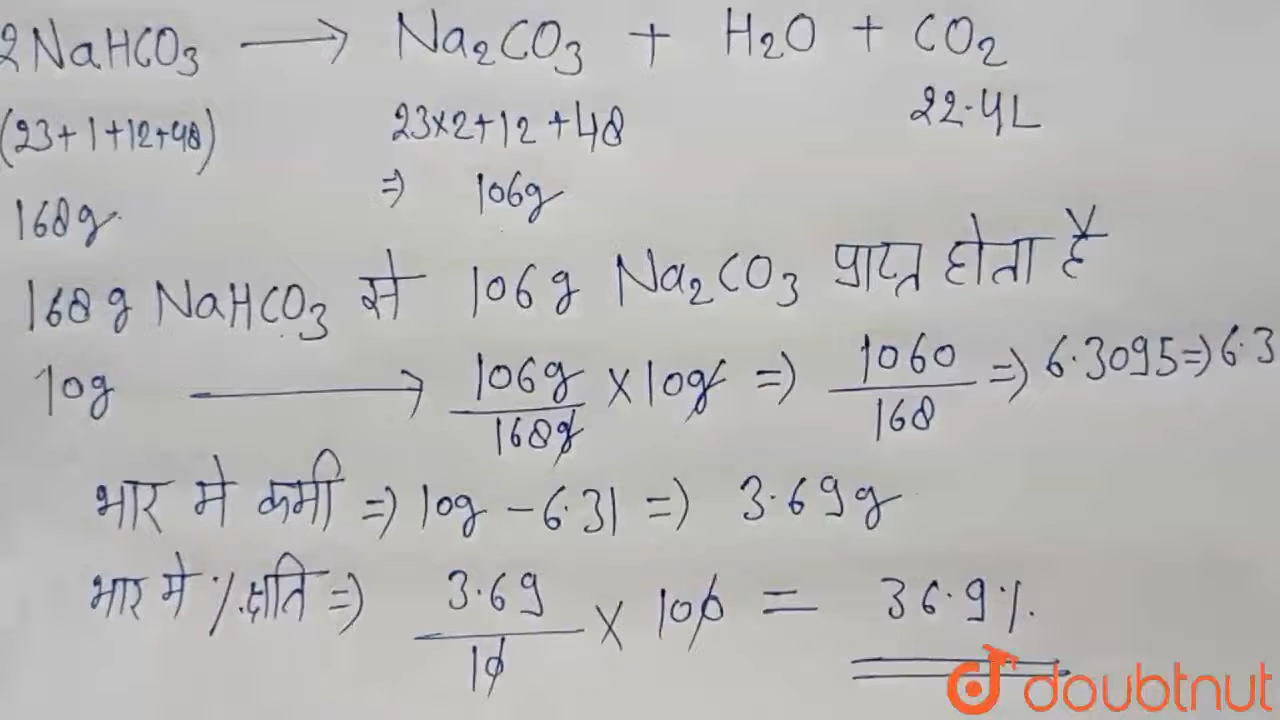 2NaHCO3 ⟶ Na2CO3 + H2O + CO2
(23+1+12+48) 23×2+12+48 22.4L
168g ⇒ 106g
168g NaHCO3 से 106g Na2CO3 प्राप्त होता है
10g ⟶ 106g/168g × 10g ⇒ 1060/168 ⇒ 6.3095 ⇒ 6.3
भार मे कमी ⇒ 10g - 6.31 ⇒ 3.69g
भार मे %क्षति ⇒ 3.69/10 × 100 = 36.9%
doubtnut